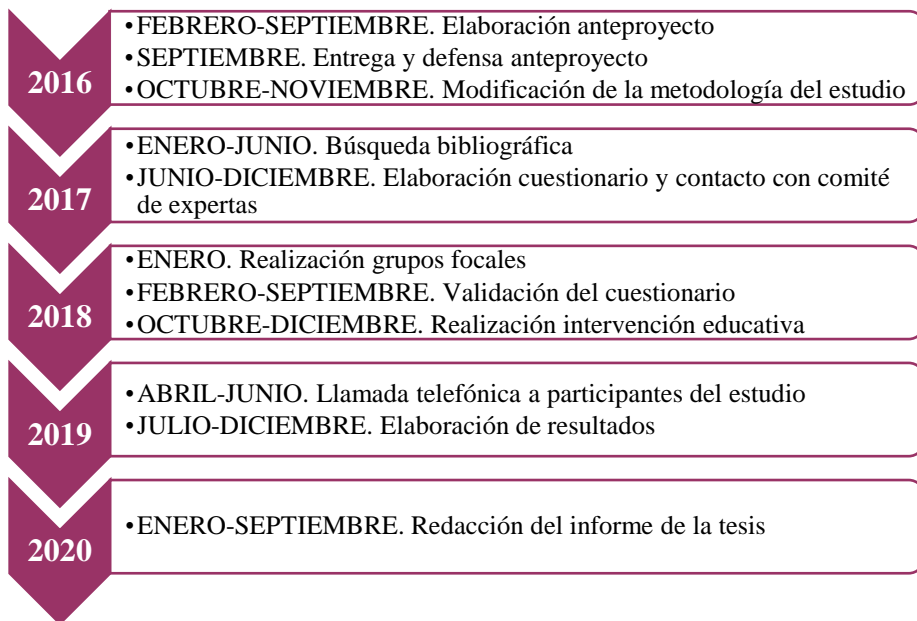 2016
•FEBRERO-SEPTIEMBRE. Elaboración anteproyecto
•SEPTIEMBRE. Entrega y defensa anteproyecto
•OCTUBRE-NOVIEMBRE. Modificación de la metodología del estudio
2017
•ENERO-JUNIO. Búsqueda bibliográfica
•JUNIO-DICIEMBRE. Elaboración cuestionario y contacto con comité
de expertas
2018
•ENERO. Realización grupos focales
•FEBRERO-SEPTIEMBRE. Validación del cuestionario
•OCTUBRE-DICIEMBRE. Realización intervención educativa
2019
•ABRIL-JUNIO. Llamada telefónica a participantes del estudio
•JULIO-DICIEMBRE. Elaboración de resultados
2020
•ENERO-SEPTIEMBRE. Redacción del informe de la tesis